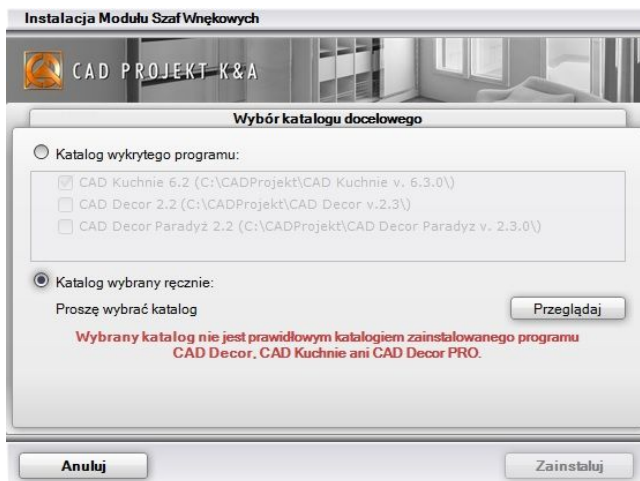 Instalacja Modułu Szaf Wnękowych
CAD PROJEKT K&A
Wybór katalogu docelowego
Katalog wykrytego programu:
CAD Kuchnie 6.2 (C:\CADProjekt\CAD Kuchnie v. 6.3.0\)
CAD Decor 2.2 (C:\CADProjekt\CAD Decor v.2.3\)
CAD Decor Paradyż 2.2 (C:\CADProjekt\CAD Decor Paradyz v. 2.3.0\)
Katalog wybrany ręcznie:
Proszę wybrać katalog
Przeglądaj
Wybrany katalog nie jest prawidłowym katalogiem zainstalowanego programu
CAD Decor, CAD Kuchnie ani CAD Decor PRO.
Anuluj
Zainstaluj